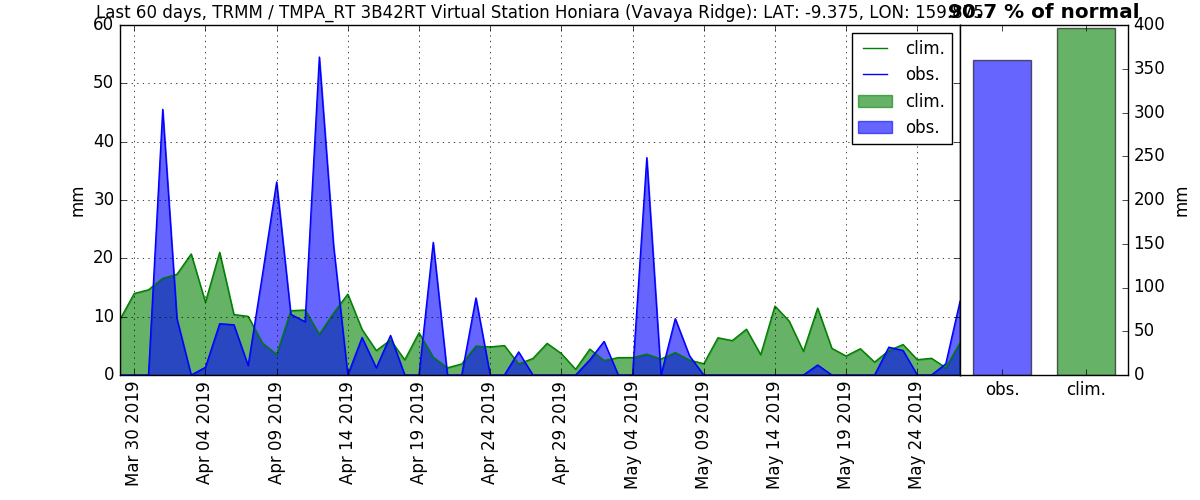 Last 60 days, TRMM / TMPA_RT 3B42RT Virtual Station Honiara (Vavaya Ridge): LAT: -9.375, LON: 159.875
90.7 % of normal
60
50
40
30
20
10
0
mm
clim.
obs.
clim.
obs.
400
350
300
250
200
150
100
50
0
mm
Mar 30 2019
Apr 04 2019
Apr 09 2019
Apr 14 2019
Apr 19 2019
Apr 24 2019
Apr 29 2019
May 04 2019
May 09 2019
May 14 2019
May 19 2019
May 24 2019
obs.
clim.